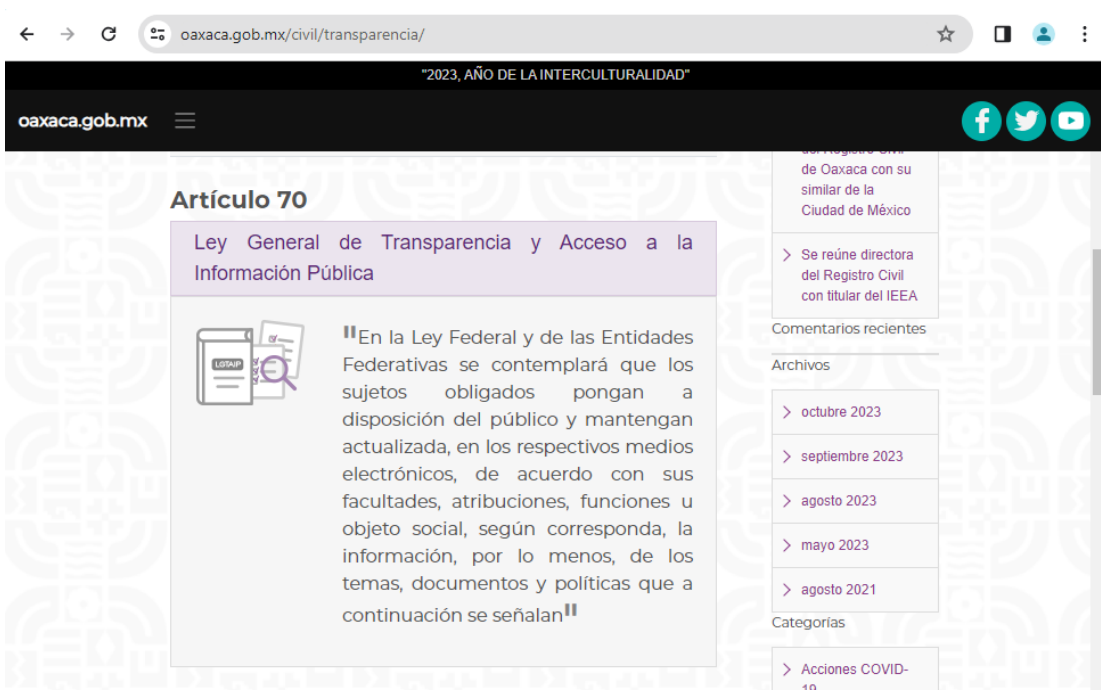 oaxaca.gob.mx/civil/transparencia/
"2023, AÑO DE LA INTERCULTURALIDAD"
oaxaca.gob.mx
Artículo 70
Ley General de Transparencia y Acceso a la
Información Pública
LGTAIP
"En la Ley Federal y de las Entidades
Federativas se contemplará que los
sujetos obligados pongan a
disposición del público y mantengan
actualizada, en los respectivos medios
electrónicos, de acuerdo con sus
facultades, atribuciones, funciones u
objeto social, según corresponda, la
información, por lo menos, de los
temas, documentos y políticas que a
continuación se señalan"
del Registro Civil
de Oaxaca con su
similar de la
Ciudad de México
Se reúne directora
del Registro Civil
con titular del IEEA
Comentarios recientes
Archivos
octubre 2023
septiembre 2023
agosto 2023
mayo 2023
agosto 2021
Categorías
Acciones COVID-
19